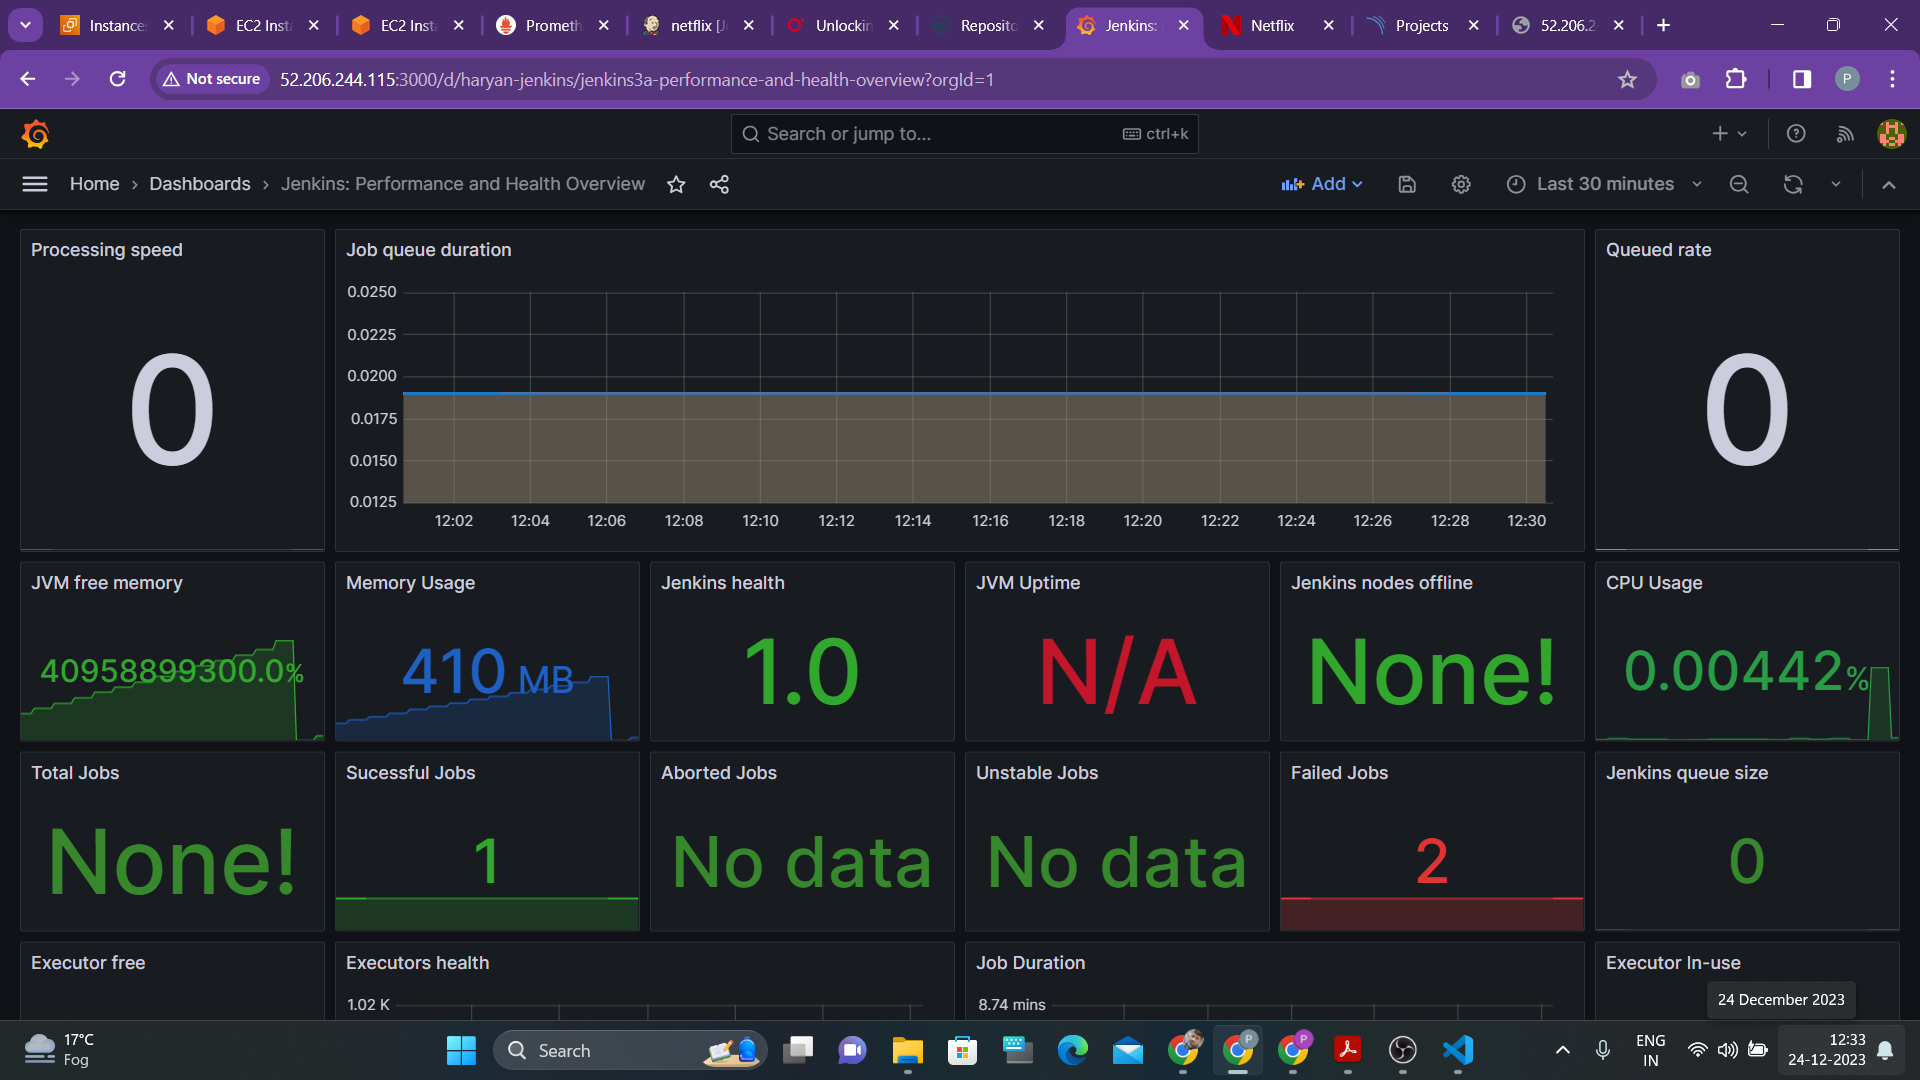 Instances
EC2 Inst
EC2 Inst
Prometh
netflix [J
Unlockin
Reposito
Jenkins:
Netflix
Projects
52.206.2
Not secure
52.206.244.115:3000/d/haryan-jenkins/jenkins3a-performance-and-health-overview?orgId=1
P
Search or jump to...
ctrl+k
Home › Dashboards › Jenkins: Performance and Health Overview
Add
Last 30 minutes
Processing speed
0
Job queue duration
0.0250
0.0225
0.0200
0.0175
0.0150
0.0125
12:02 12:04 12:06 12:08 12:10 12:12 12:14 12:16 12:18 12:20 12:22 12:24 12:26 12:28 12:30
Queued rate
0
JVM free memory
40958899300.0%
Memory Usage
410 MB
Jenkins health
1.0
JVM Uptime
N/A
Jenkins nodes offline
None!
CPU Usage
0.00442%
Total Jobs
None!
Sucessful Jobs
1
Aborted Jobs
No data
Unstable Jobs
No data
Failed Jobs
2
Jenkins queue size
0
Executor free
Executors health
1.02 K
Job Duration
8.74 mins
Executor In-use
24 December 2023
17°C
Fog
Search
P
P
ENG
IN
12:33
24-12-2023